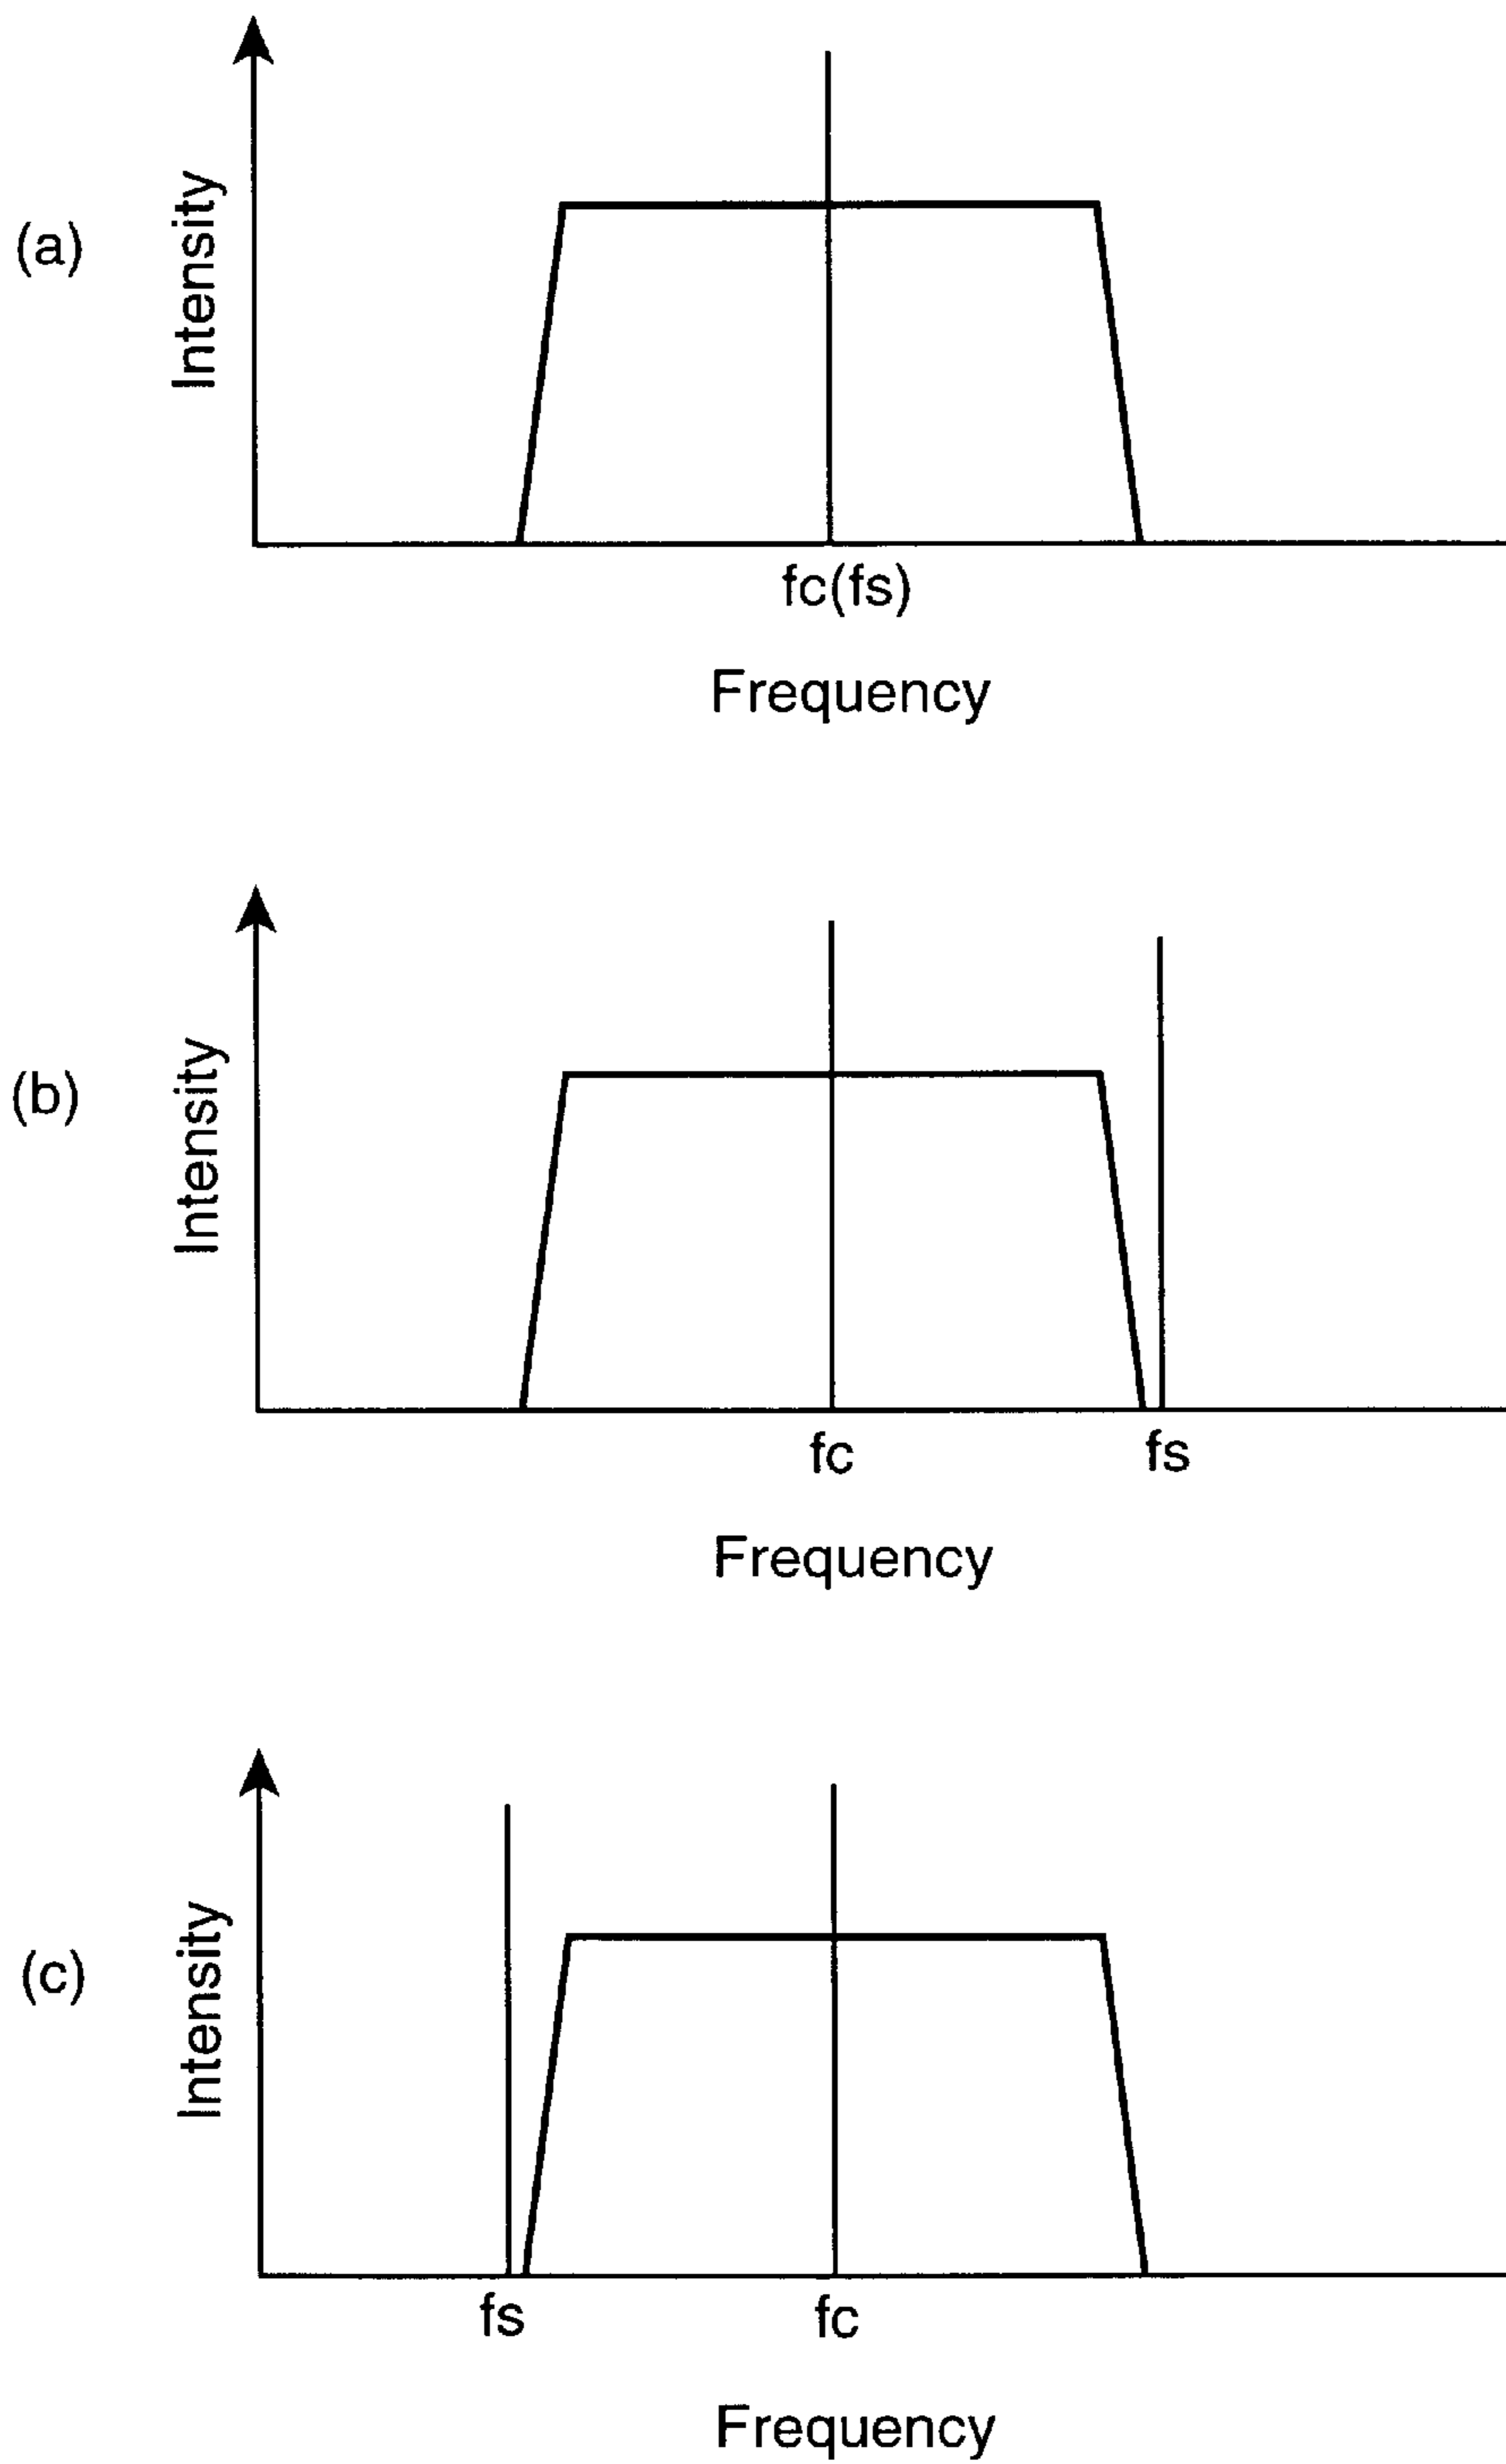 (a)
Intensity
fc(fs)
Frequency
(b)
Intensity
fc
fs
Frequency
(c)
Intensity
fs
fc
Frequency